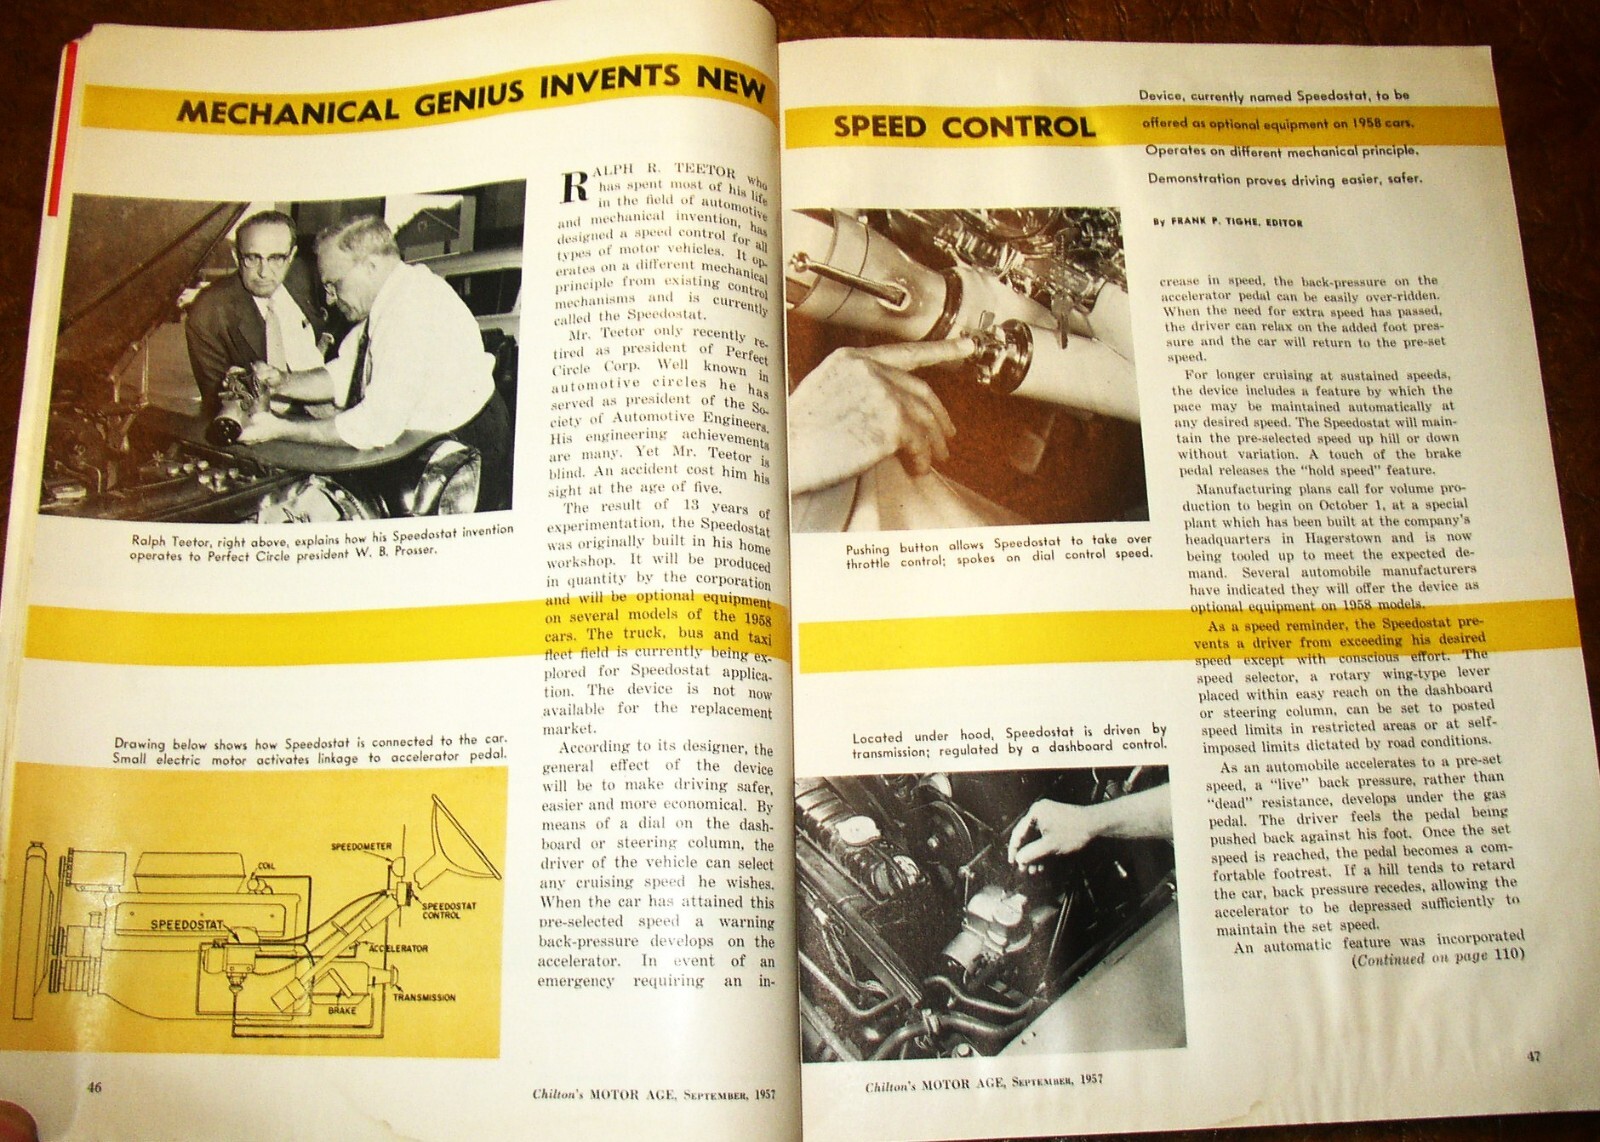 MECHANICAL GENIUS INVENTS NEW
RALPH R. TEETOR who
has spent most of his life
in the field of automotive
and mechanical invention, has
designed a speed control for all
types of motor vehicles. It op-
erates on a different mechanical
principle from existing control
mechanisms and is currently
called the Speedostat.
Mr. Teetor only recently re-
tired as president of Perfect
Circle Corp. Well known in
automotive circles he has
served as president of the So-
ciety of Automotive Engineers.
His engineering achievements
are many. Yet Mr. Teetor is
blind. An accident cost him his
sight at the age of five.
The result of 13 years of
experimentation, the Speedostat
was originally built in his home
workshop. It will be produced
in quantity by the corporation
and will be optional equipment
on several models of the 1958
cars. The truck, bus and taxi
fleet field is currently being ex-
plored for Speedostat applica-
tion. The device is not now
available for the replacement
market.
According to its designer, the
general effect of the device
will be to make driving safer,
easier and more economical. By
means of a dial on the dash-
board or steering column, the
driver of the vehicle can select
any cruising speed he wishes.
When the car has attained this
pre-selected speed a warning
back-pressure develops on the
accelerator. In event of an
emergency requiring an in-
Ralph Teetor, right above, explains how his Speedostat invention
operates to Perfect Circle president W. B. Prosser.
Drawing below shows how Speedostat is connected to the car.
Small electric motor activates linkage to accelerator pedal.
COIL
SPEEDOMETER
SPEEDOSTAT
CONTROL
SPEEDOSTAT
ACCELERATOR
TRANSMISSION
BRAKE
46
Chilton's MOTOR AGE, SEPTEMBER, 1957
SPEED CONTROL
Device, currently named Speedostat, to be
offered as optional equipment on 1958 cars.
Operates on different mechanical principle.
Demonstration proves driving easier, safer.
By FRANK P. TIGHE, EDITOR
Pushing button allows Speedostat to take over
throttle control; spokes on dial control speed.
Located under hood, Speedostat is driven by
transmission; regulated by a dashboard control.
crease in speed, the back-pressure on the
accelerator pedal can be easily over-ridden.
When the need for extra speed has passed,
the driver can relax on the added foot pres-
sure and the car will return to the pre-set
speed.
For longer cruising at sustained speeds,
the device includes a feature by which the
pace may be maintained automatically at
any desired speed. The Speedostat will main-
tain the pre-selected speed up hill or down
without variation. A touch of the brake
pedal releases the "hold speed" feature.
Manufacturing plans call for volume pro-
duction to begin on October 1, at a special
plant which has been built at the company's
headquarters in Hagerstown and is now
being tooled up to meet the expected de-
mand. Several automobile manufacturers
have indicated they will offer the device as
optional equipment on 1958 models.
As a speed reminder, the Speedostat pre-
vents a driver from exceeding his desired
speed except with conscious effort. The
speed selector, a rotary wing-type lever
placed within easy reach on the dashboard
or steering column, can be set to posted
speed limits in restricted areas or at self-
imposed limits dictated by road conditions.
As an automobile accelerates to a pre-set
speed, a "live" back pressure, rather than
"dead" resistance, develops under the gas
pedal. The driver feels the pedal being
pushed back against his foot. Once the set
speed is reached, the pedal becomes a com-
fortable footrest. If a hill tends to retard
the car, back pressure recedes, allowing the
accelerator to be depressed sufficiently to
maintain the set speed.
An automatic feature was incorporated
(Continued on page 110)
Chilton's MOTOR AGE, SEPTEMBER, 1957
47